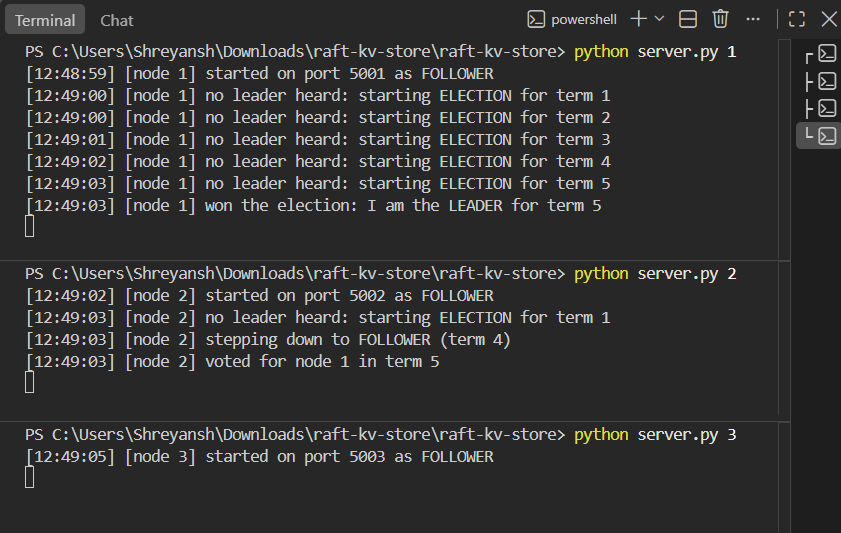 Terminal Chat powershell
PS C:\Users\Shreyansh\Downloads\raft-kv-store\raft-kv-store> python server.py 1
[12:48:59] [node 1] started on port 5001 as FOLLOWER
[12:49:00] [node 1] no leader heard: starting ELECTION for term 1
[12:49:00] [node 1] no leader heard: starting ELECTION for term 2
[12:49:01] [node 1] no leader heard: starting ELECTION for term 3
[12:49:02] [node 1] no leader heard: starting ELECTION for term 4
[12:49:03] [node 1] no leader heard: starting ELECTION for term 5
[12:49:03] [node 1] won the election: I am the LEADER for term 5
PS C:\Users\Shreyansh\Downloads\raft-kv-store\raft-kv-store> python server.py 2
[12:49:02] [node 2] started on port 5002 as FOLLOWER
[12:49:03] [node 2] no leader heard: starting ELECTION for term 1
[12:49:03] [node 2] stepping down to FOLLOWER (term 4)
[12:49:03] [node 2] voted for node 1 in term 5
PS C:\Users\Shreyansh\Downloads\raft-kv-store\raft-kv-store> python server.py 3
[12:49:05] [node 3] started on port 5003 as FOLLOWER